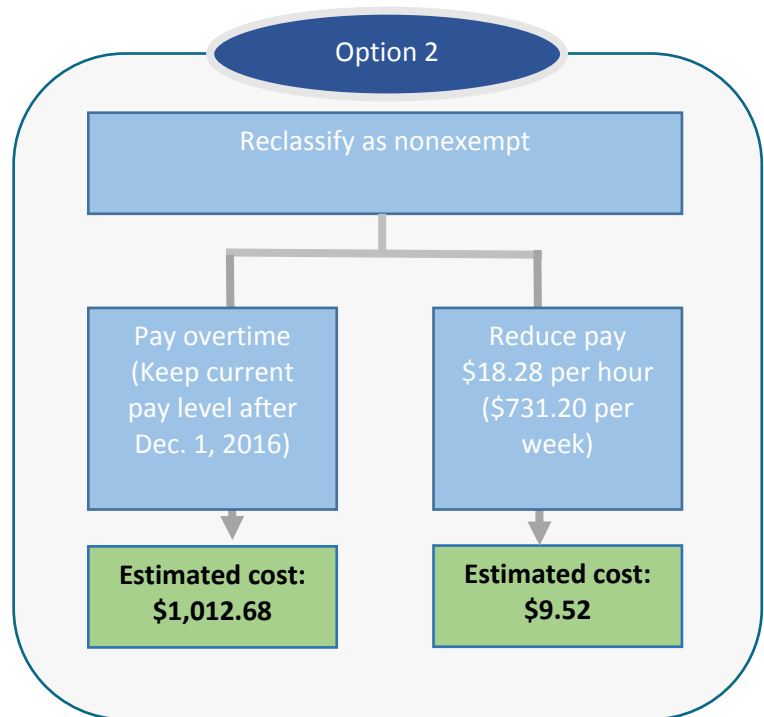 Option 2
Reclassify as nonexempt
Pay overtime
(Keep current
pay level after
Dec. 1, 2016)
Reduce pay
$18.28 per hour
($731.20 per
week)
Estimated cost:
$1,012.68
Estimated cost:
$9.52